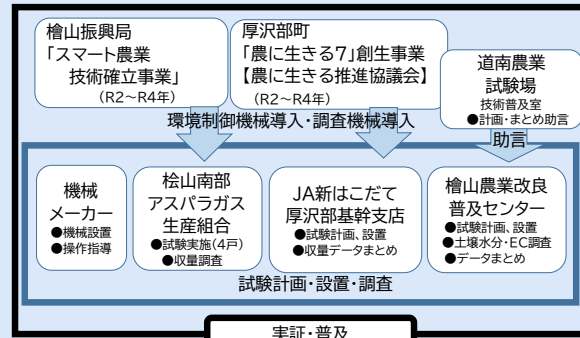 檜山振興局
「スマート農業
技術確立事業」
(R2~R4年)
厚沢部町
「農に生きる7」創生事業
【農に生きる推進協議会】
(R2~R4年)
道南農業
試験場
技術普及室
●計画・まとめ助言
環境制御機械導入・調査機械導入
助言
機械
メーカー
●機械設置
●操作指導
桧山南部
アスパラガス
生産組合
●試験実施(4戸)
●収量調査
JA新はこだて
厚沢部基幹支店
●試験計画、設置
●収量データまとめ
檜山農業改良
普及センター
●試験計画、設置
●土壌水分・EC調査
●データまとめ
試験計画・設置・調査
実証・普及